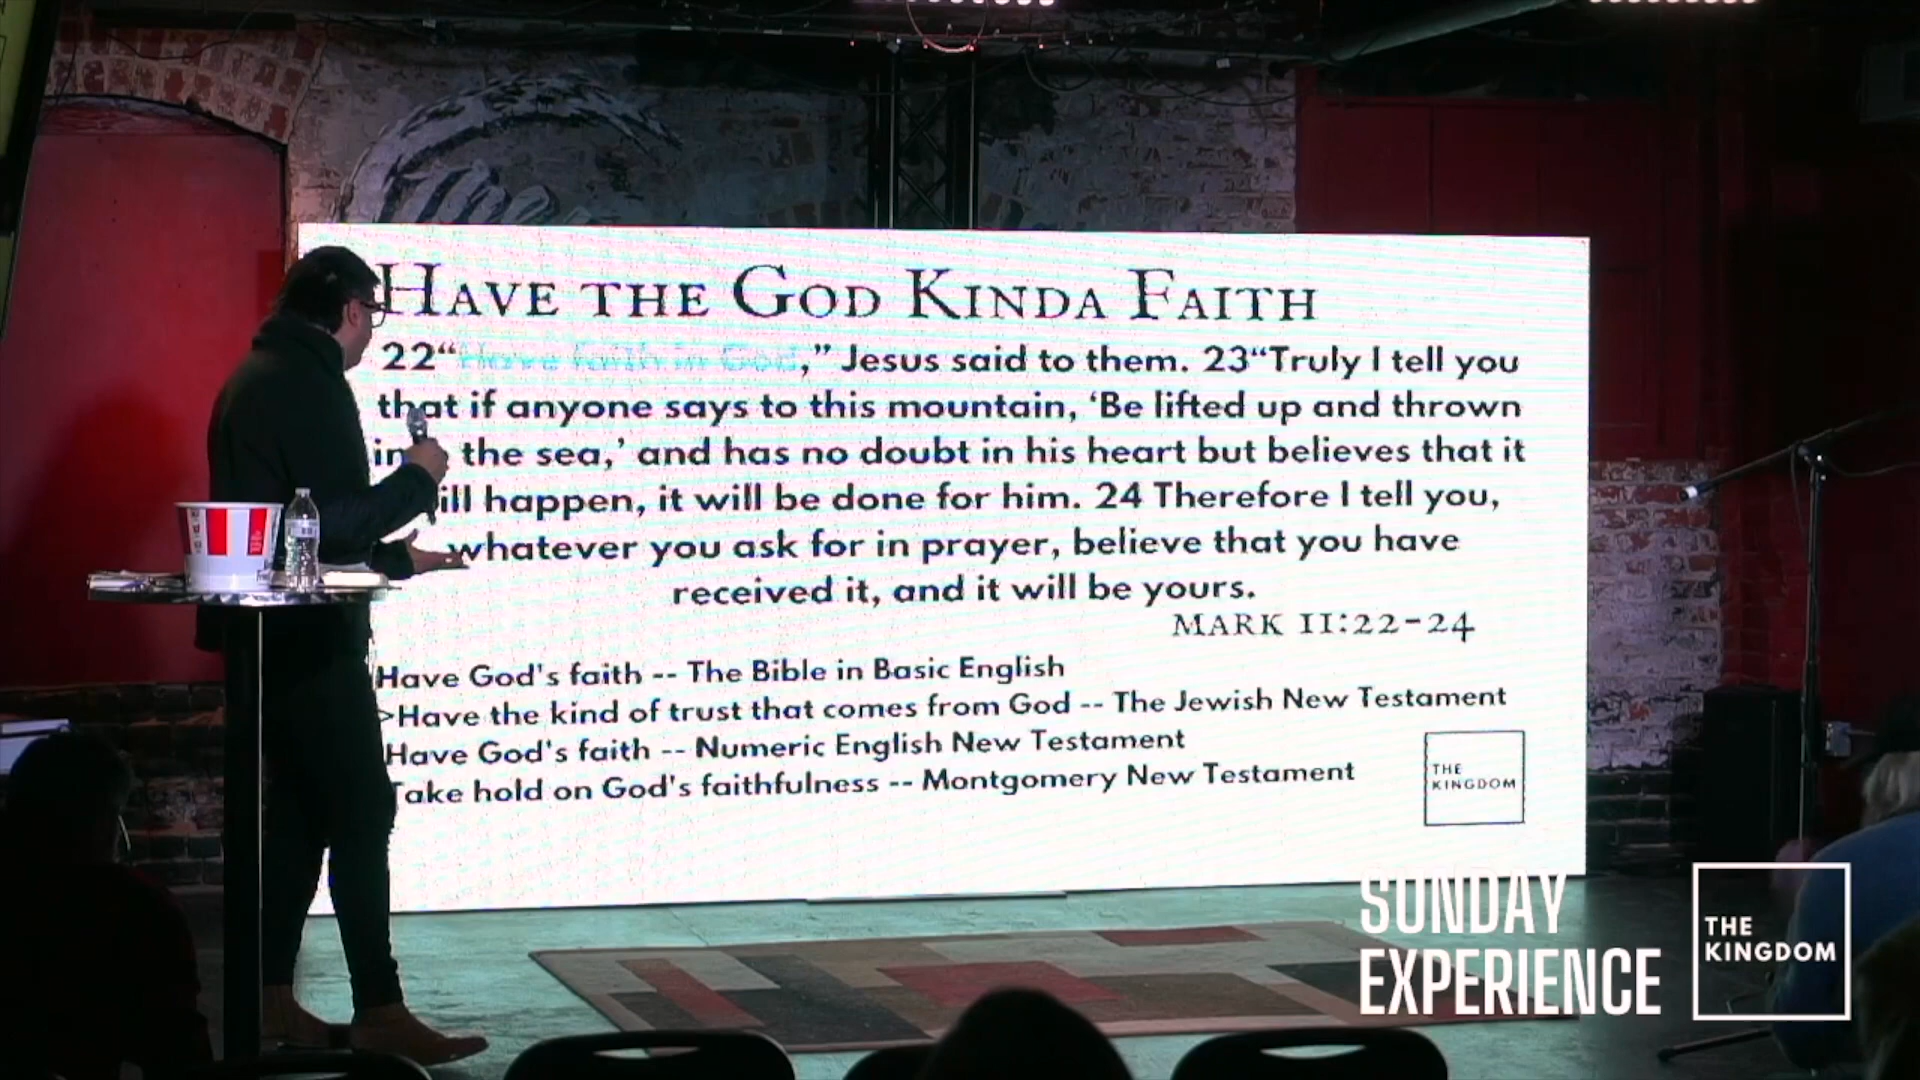 HAVE THE GOD KINDA FAITH
22“Have faith in God,” Jesus said to them. 23“Truly I tell you
that if anyone says to this mountain, ‘Be lifted up and thrown
in the sea,’ and has no doubt in his heart but believes that it
ill happen, it will be done for him. 24 Therefore I tell you,
whatever you ask for in prayer, believe that you have
received it, and it will be yours.
MARK 11:22-24
Have God's faith -- The Bible in Basic English
>Have the kind of trust that comes from God -- The Jewish New Testament
Have God's faith -- Numeric English New Testament
Take hold on God's faithfulness -- Montgomery New Testament
THE
KINGDOM
SUNDAY
EXPERIENCE
THE
KINGDOM